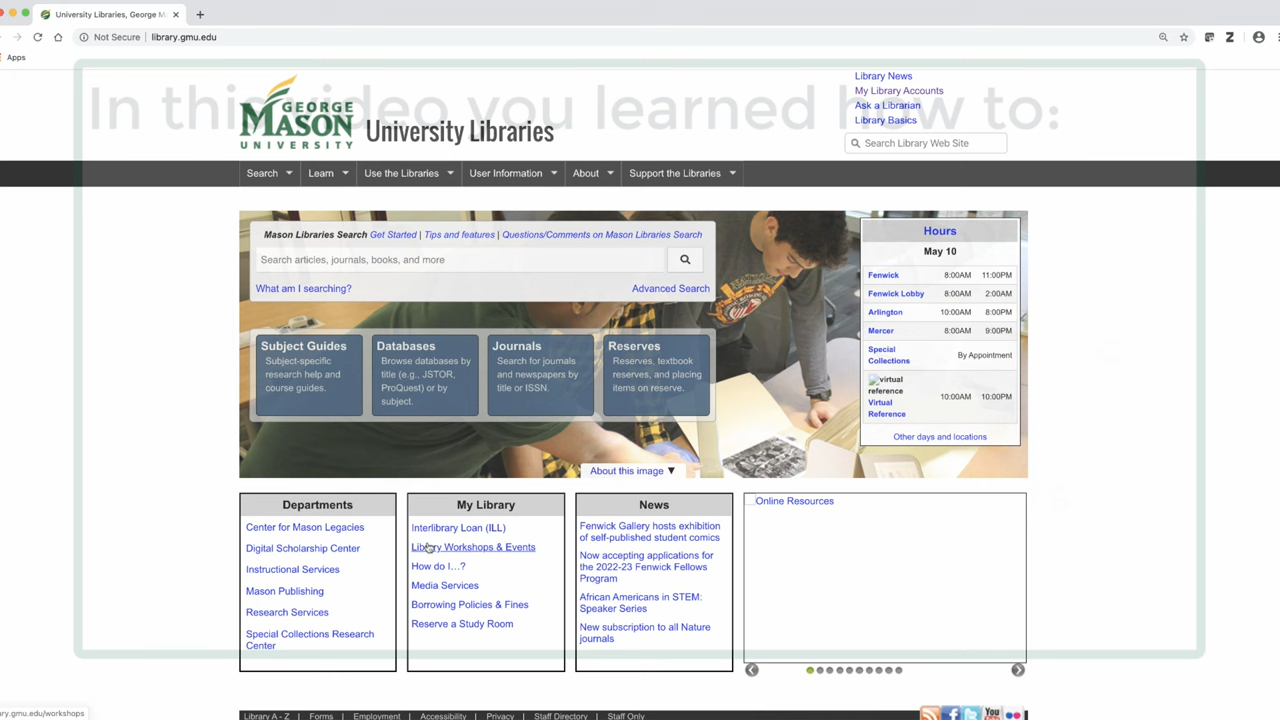 University Libraries, George M
Not Secure
library.gmu.edu
Apps
In this video you learned how to:
Library News
My Library Accounts
Ask a Librarian
Library Basics
GEORGE
MASON
UNIVERSITY
University Libraries
Search Library Web Site
Search
Learn
Use the Libraries
User Information
About
Support the Libraries
Mason Libraries Search Get Started | Tips and features | Questions/Comments on Mason Libraries Search
Search articles, journals, books, and more
What am I searching?
Advanced Search
Subject Guides
Subject-specific
research help and
course guides.
Databases
Browse databases by
title (e.g., JSTOR,
ProQuest) or by
subject.
Journals
Search for journals
and newspapers by
title or ISSN.
Reserves
Reserves, textbook
reserves, and placing
items on reserve.
Hours
May 10
Fenwick 8:00AM 11:00PM
Fenwick Lobby 8:00AM 2:00AM
Arlington 10:00AM 8:00PM
Mercer 8:00AM 9:00PM
Special
Collections By Appointment
virtual
reference
Virtual
Reference 10:00AM 10:00PM
Other days and locations
About this image ▼
Departments
Center for Mason Legacies
Digital Scholarship Center
Instructional Services
Mason Publishing
Research Services
Special Collections Research
Center
My Library
Interlibrary Loan (ILL)
Library Workshops & Events
How do I…?
Media Services
Borrowing Policies & Fines
Reserve a Study Room
News
Fenwick Gallery hosts exhibition
of self-published student comics
Now accepting applications for
the 2022-23 Fenwick Fellows
Program
African Americans in STEM:
Speaker Series
New subscription to all Nature
journals
Online Resources
ary.gmu.edu/workshops
Library A - Z | Forms | Employment | Accessibility | Privacy | Staff Directory | Staff Only
You